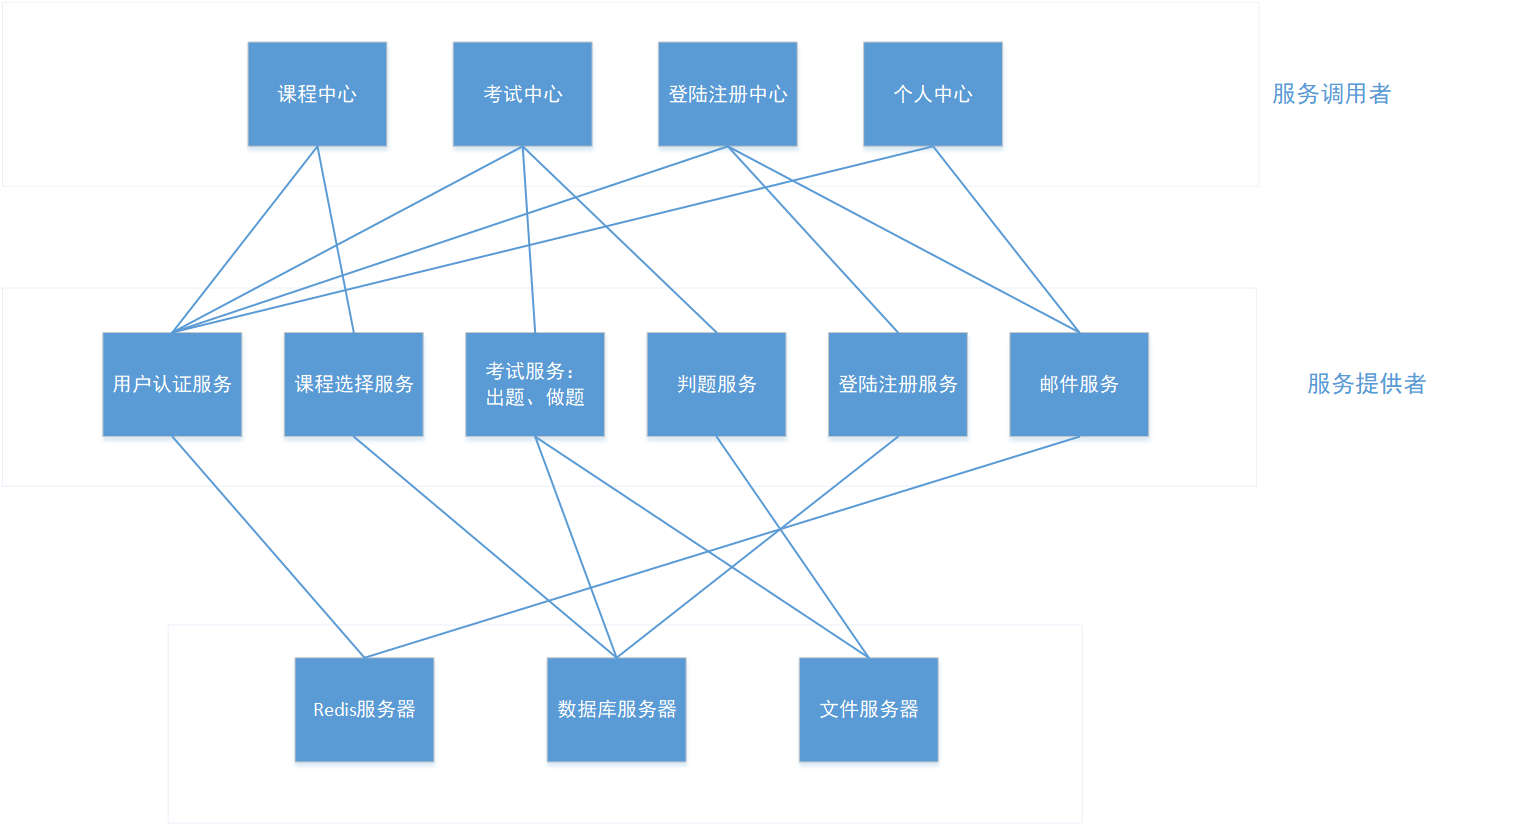 课程中心
考试中心
登陆注册中心
个人中心
服务调用者
用户认证服务
课程选择服务
考试服务：
出题、做题
判题服务
登陆注册服务
邮件服务
服务提供者
Redis服务器
数据库服务器
文件服务器